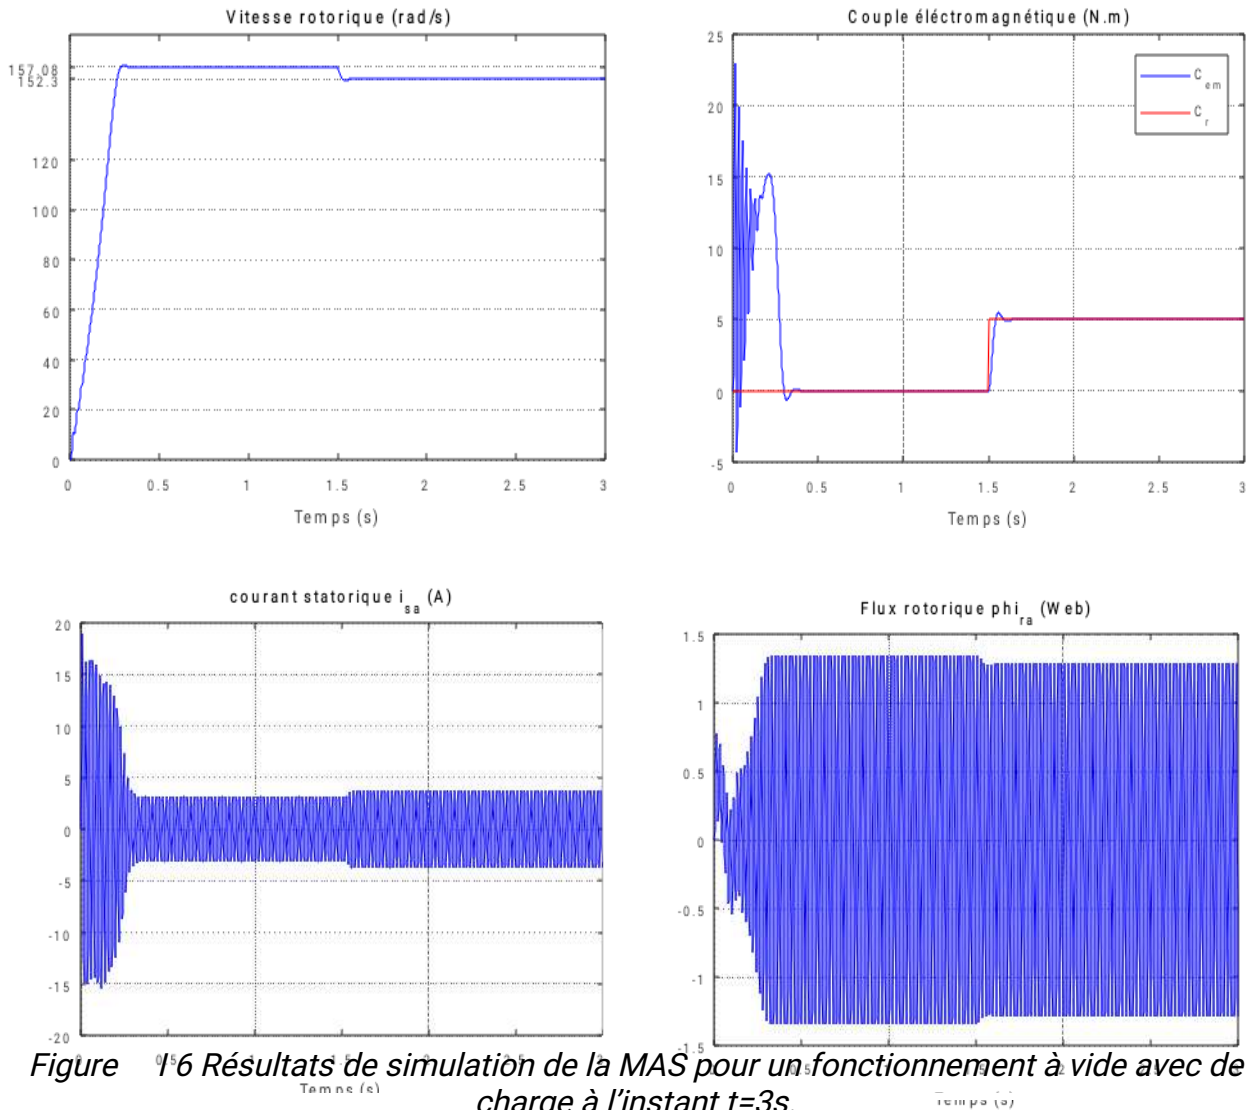 Vitesse rotorique (rad/s)
157.08
152.3
120
100
80
60
40
20
0
0 0.5 1 1.5 2 2.5 3
Temps (s)
Couple éléctromagnétique (N.m)
25
20
15
10
5
0
-5
C em
C r
0 0.5 1 1.5 2 2.5 3
Temps (s)
courant statorique i sa (A)
20
15
10
5
0
-5
-10
-15
-20
Temps (s)
Flux rotorique phi ra (Web)
1.5
1
0.5
0
-0.5
-1
-1.5
Temps (s)
Figure I 6 Résultats de simulation de la MAS pour un fonctionnement à vide avec de
charge à l'instant t=3s.